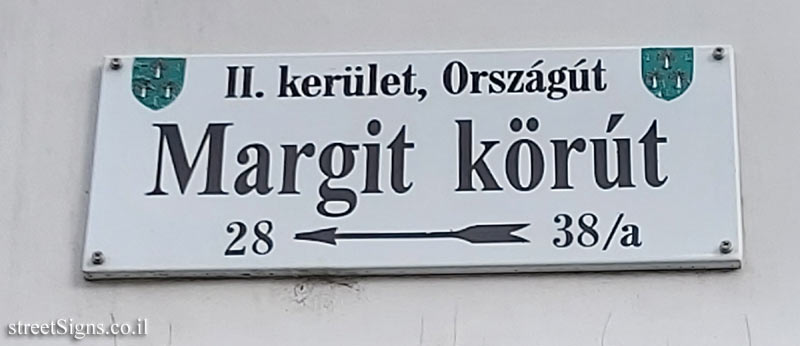 II. kerület, Országút
Margit körút
28 38/a
streetSigns.co.il